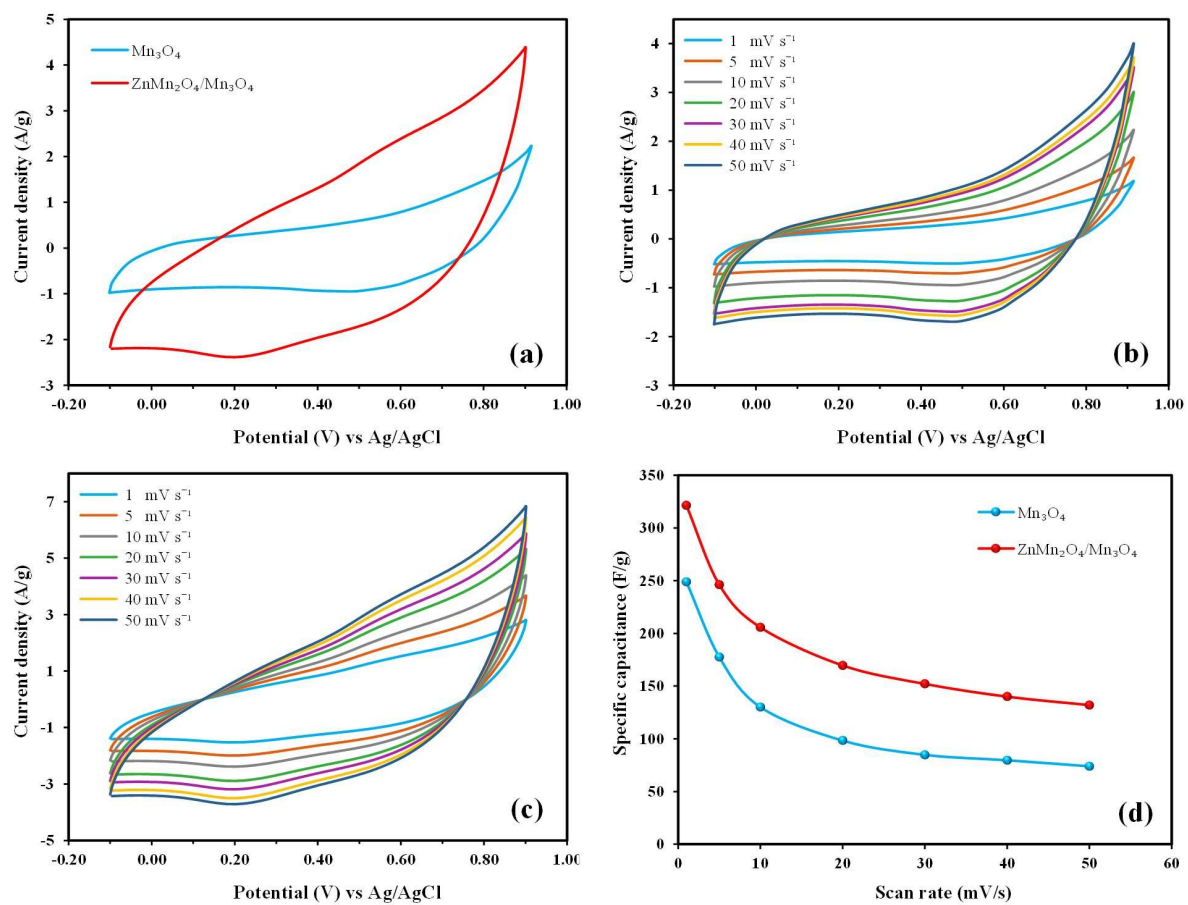 5
4
3
2
1
0
-1
-2
-3
-0.20 0.00 0.20 0.40 0.60 0.80 1.00
Current density (A/g)
Potential (V) vs Ag/AgCl
Mn₃O₄
ZnMn₂O₄/Mn₃O₄
(a)
4
3
2
1
0
-1
-2
-3
-0.20 0.00 0.20 0.40 0.60 0.80 1.00
Current density (A/g)
Potential (V) vs Ag/AgCl
1 mV s⁻¹
5 mV s⁻¹
10 mV s⁻¹
20 mV s⁻¹
30 mV s⁻¹
40 mV s⁻¹
50 mV s⁻¹
(b)
7
5
3
1
-1
-3
-5
-0.20 0.00 0.20 0.40 0.60 0.80 1.00
Current density (A/g)
Potential (V) vs Ag/AgCl
1 mV s⁻¹
5 mV s⁻¹
10 mV s⁻¹
20 mV s⁻¹
30 mV s⁻¹
40 mV s⁻¹
50 mV s⁻¹
(c)
350
300
250
200
150
100
50
0
0 10 20 30 40 50 60
Specific capacitance (F/g)
Scan rate (mV/s)
Mn₃O₄
ZnMn₂O₄/Mn₃O₄
(d)